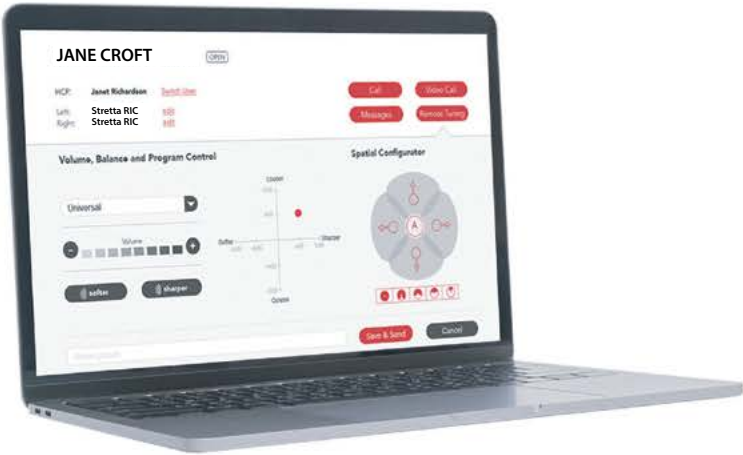 JANE CROFT
OPEN
HCP: Janet Richardson Switch User
Left: Stretta RIC edit
Right: Stretta RIC edit
Call Video Call
Messages Remote Tuning
Volume, Balance and Program Control
Spatial Configurator
Universal
Volume
softer sharper
Louder
Softer Sharper
A
Save & Send Cancel